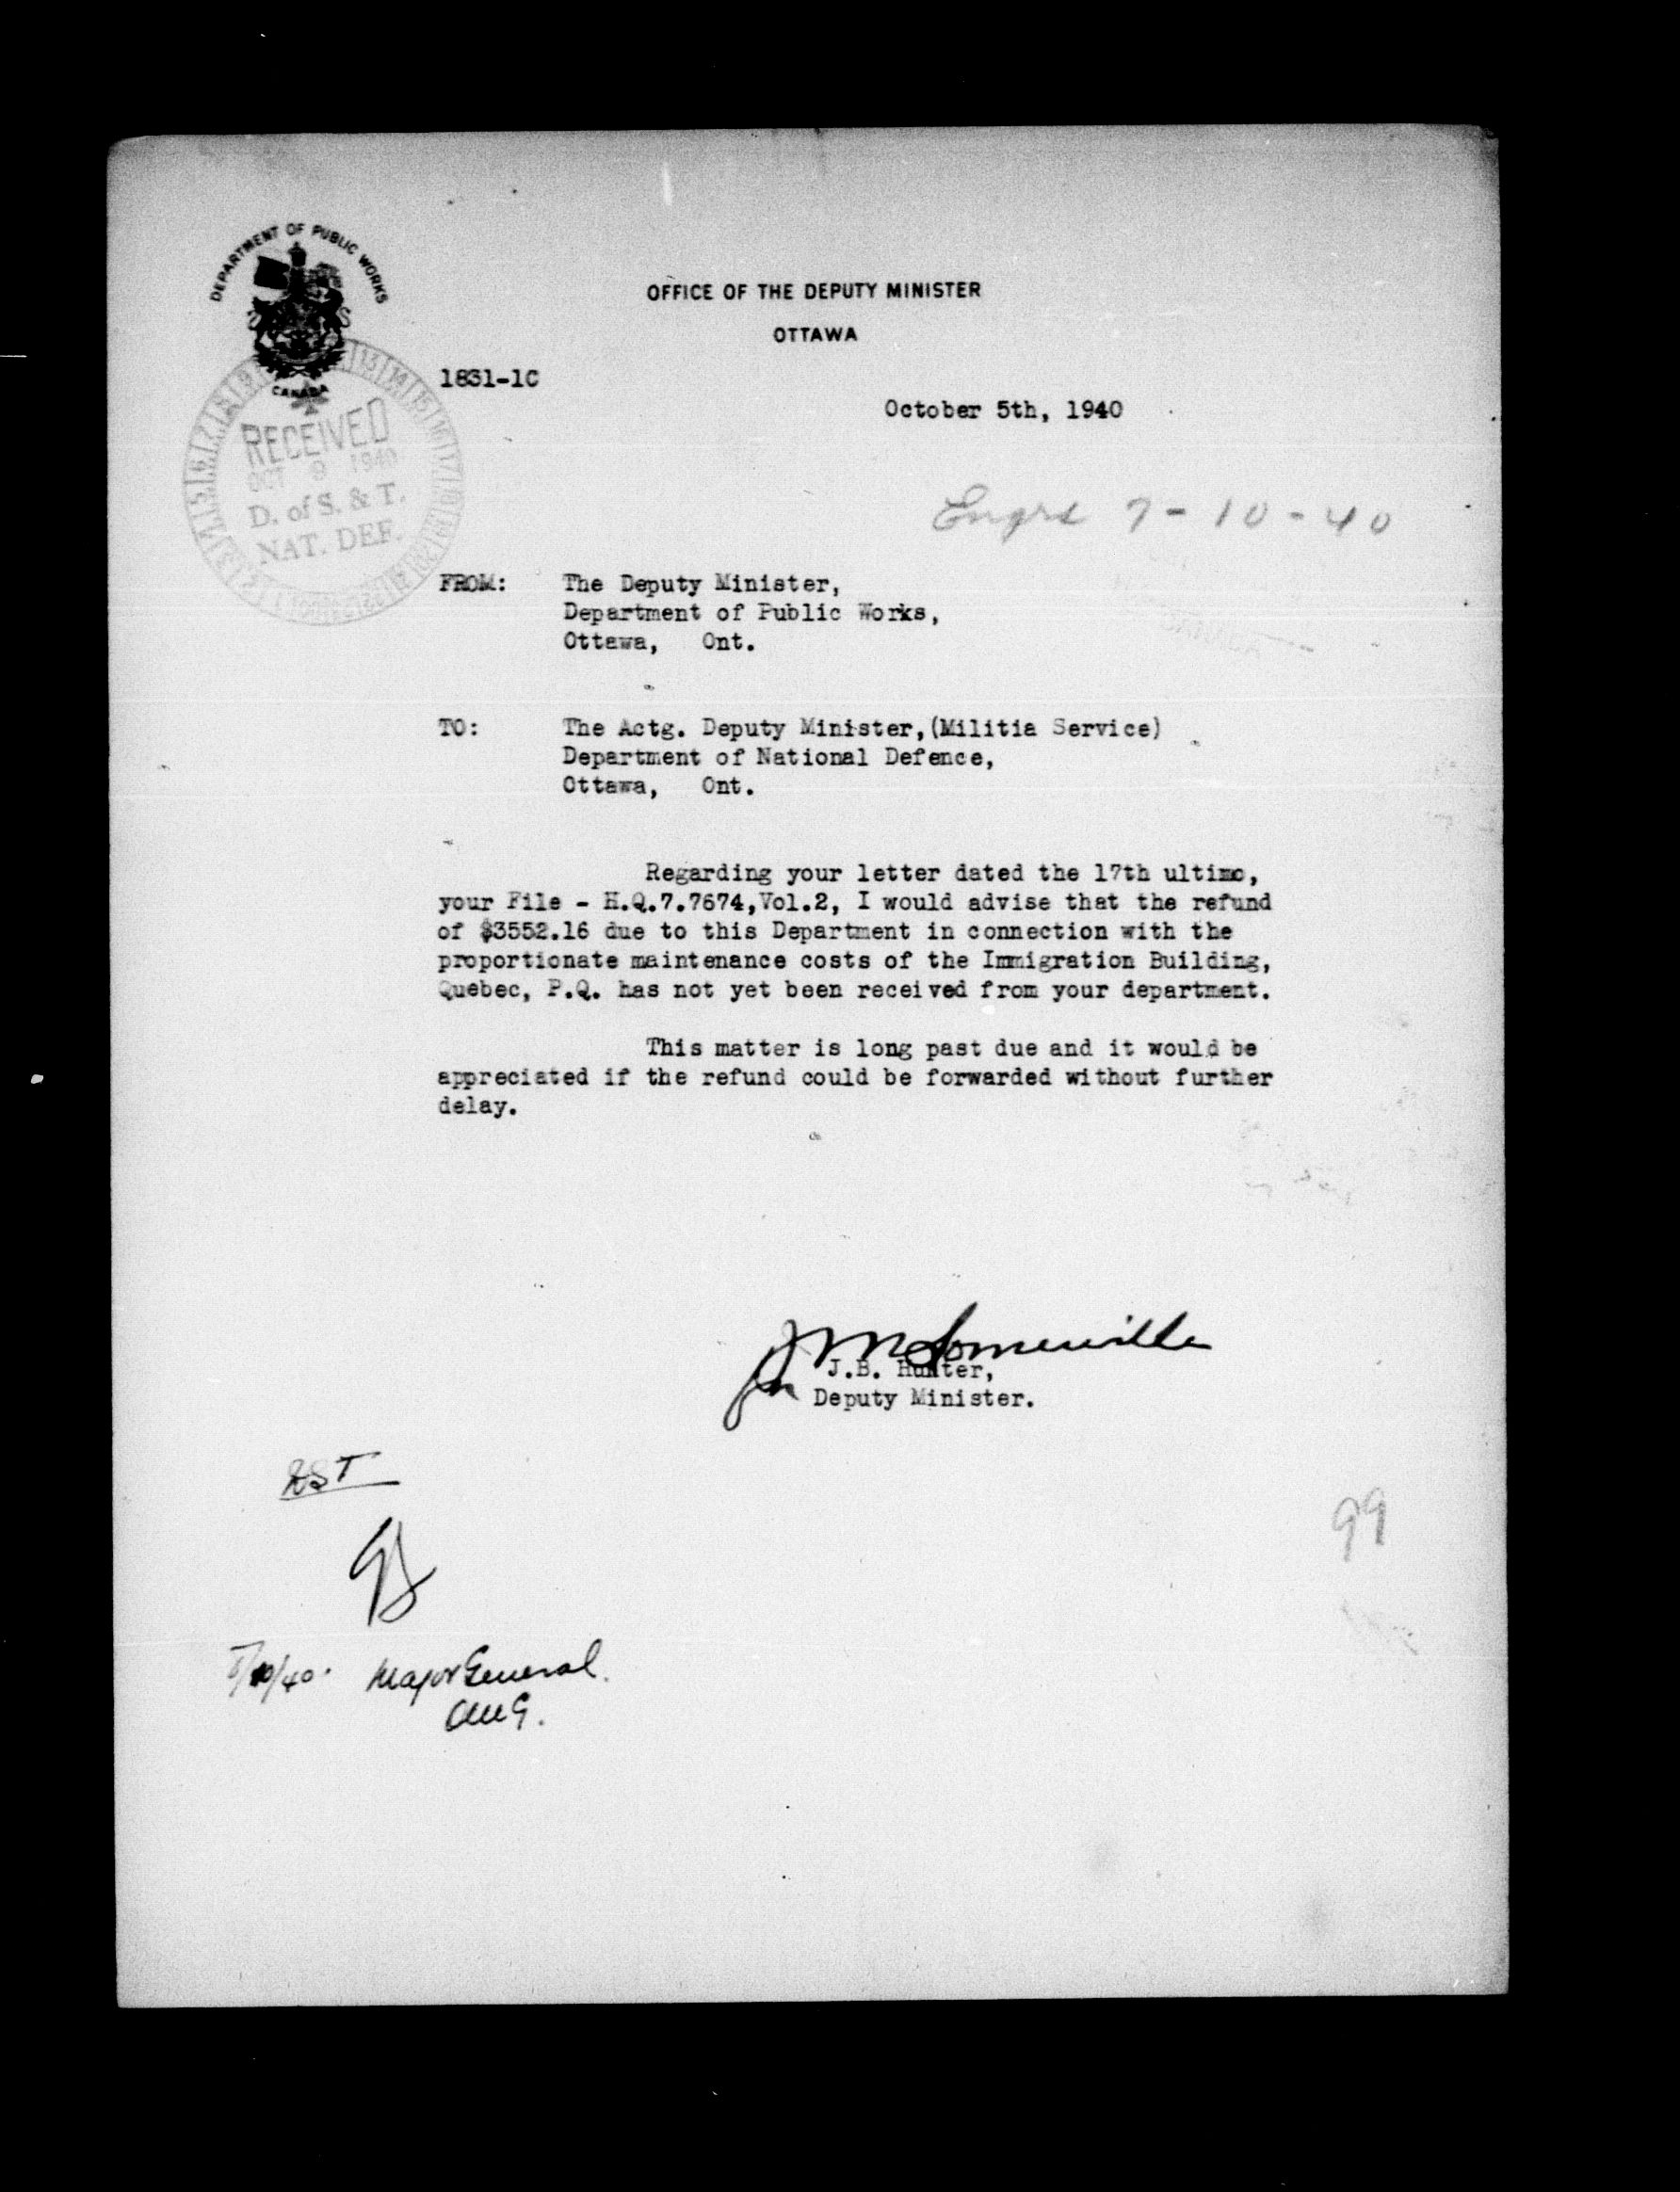 DEPARTMENT OF PUBLIC WORKS
CANADA
OFFICE OF THE DEPUTY MINISTER
OTTAWA
1831-1C
October 5th, 1940
RECEIVED
OCT 9 1940
D. of S. & T.
NAT. DEF.
Engrs 7-10-40
FROM: The Deputy Minister,
Department of Public Works,
Ottawa, Ont.
TO: The Actg. Deputy Minister,(Militia Service)
Department of National Defence,
Ottawa, Ont.
Regarding your letter dated the 17th ultimo,
your File - H.Q.7.7674,Vol.2, I would advise that the refund
of $3552.16 due to this Department in connection with the
proportionate maintenance costs of the Immigration Building,
Quebec, P.Q. has not yet been received from your department.
This matter is long past due and it would be
appreciated if the refund could be forwarded without further
delay.
JMSomerville
for J.B. Hunter,
Deputy Minister.
99
/10/40. Major General.